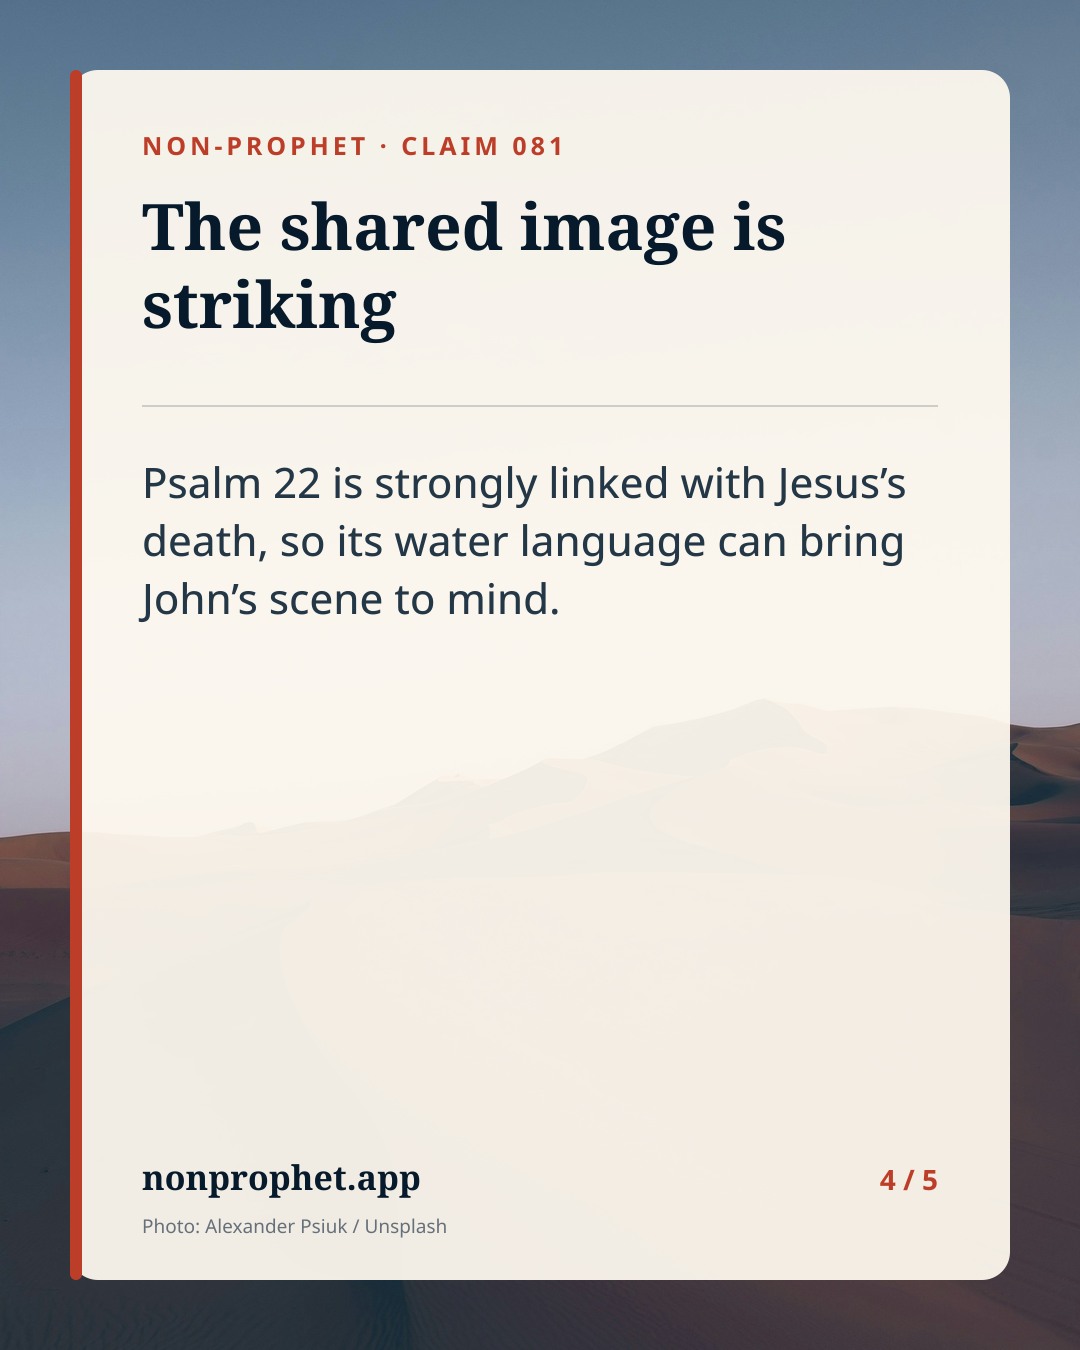 NON-PROPHET · CLAIM 081
The shared image is
striking
Psalm 22 is strongly linked with Jesus’s
death, so its water language can bring
John’s scene to mind.
nonprophet.app
4 / 5
Photo: Alexander Psiuk / Unsplash